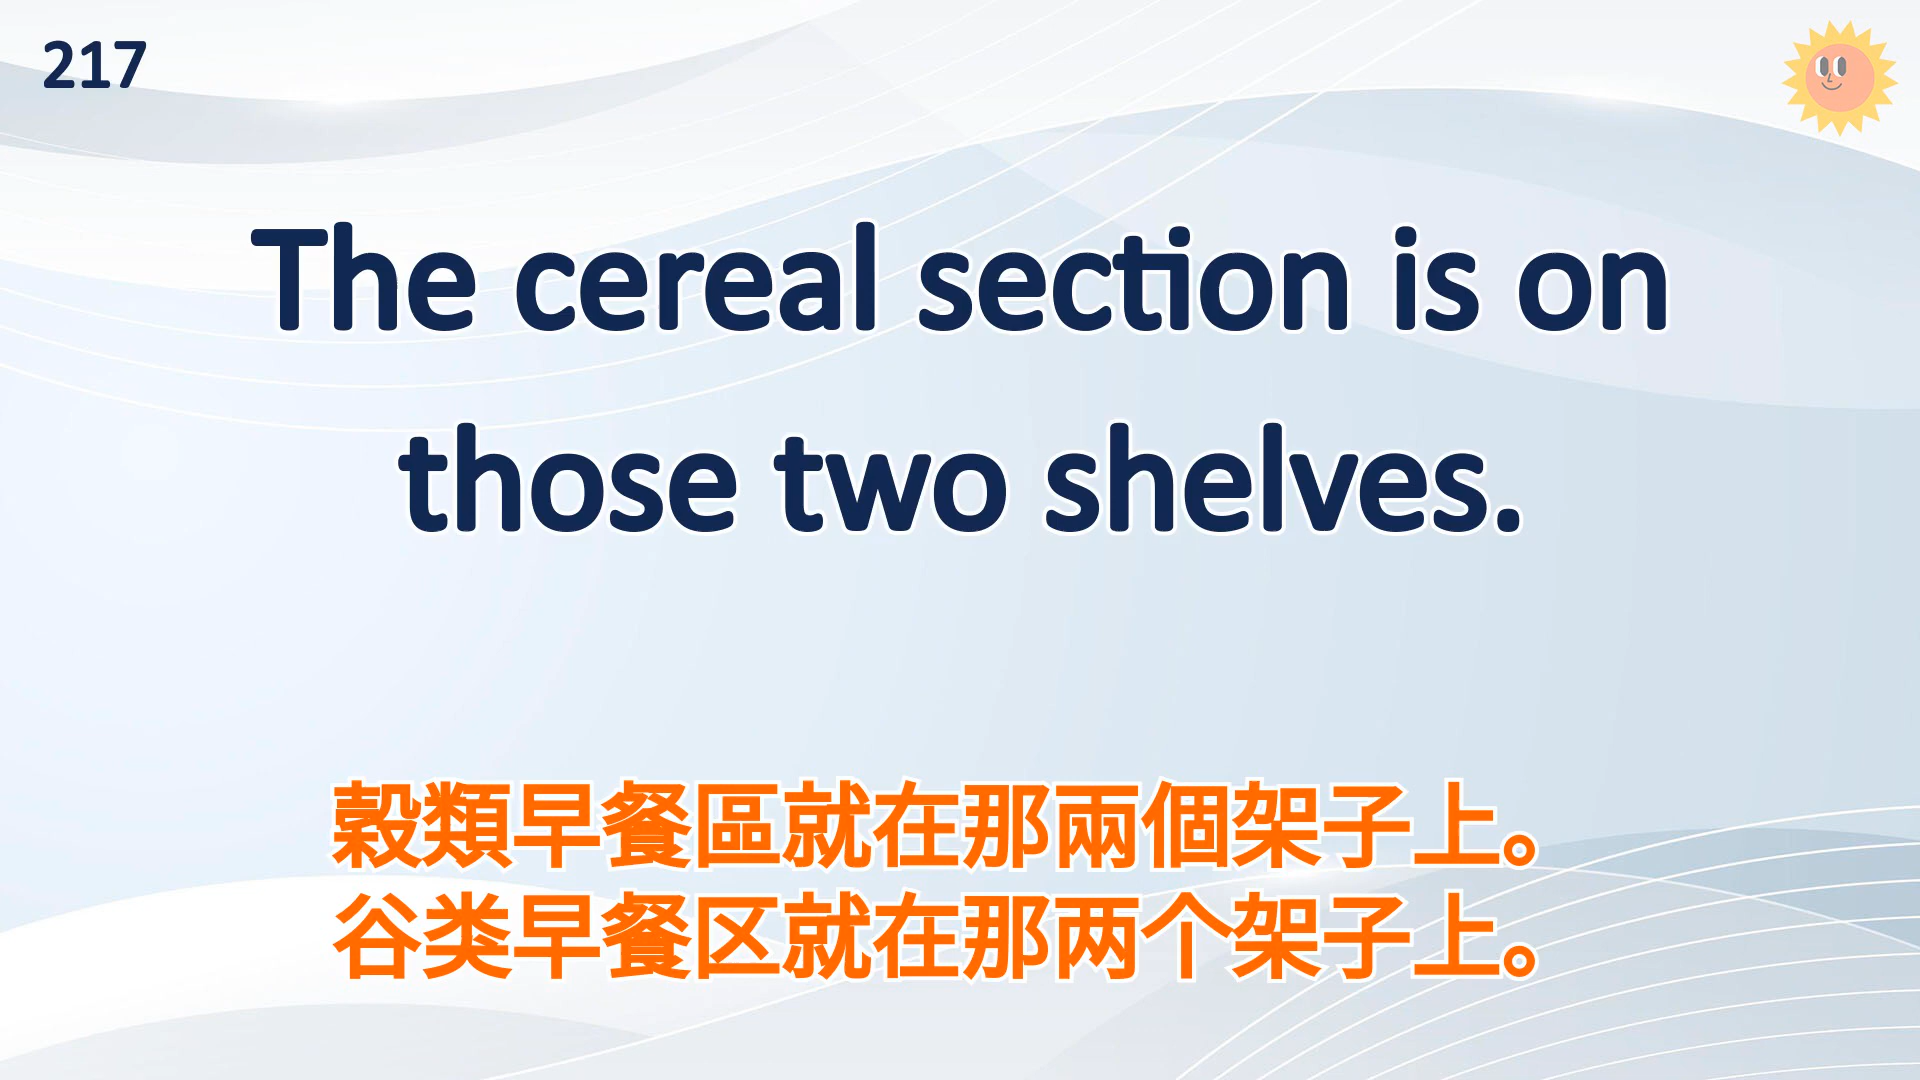 217
The cereal section is on
those two shelves.
穀類早餐區就在那兩個架子上。
谷类早餐区就在那两个架子上。